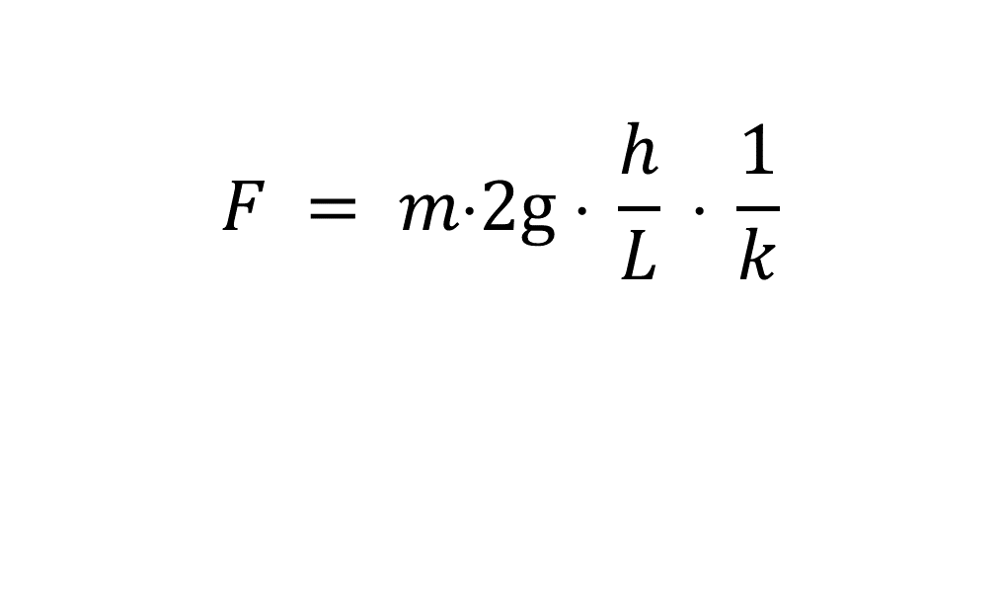 F = m·2g · h/L · 1/k